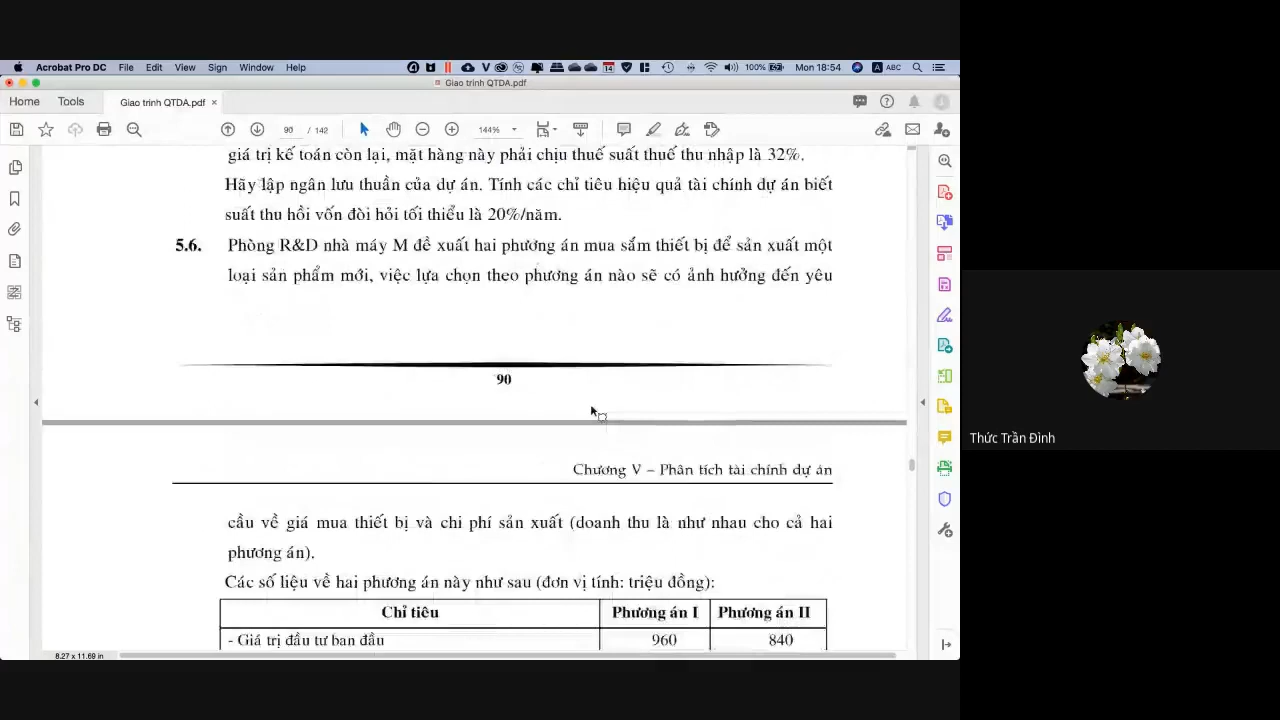 Acrobat Pro DC File Edit View Sign Window Help 100% Mon 18:54 ABC
Giao trinh QTDA.pdf
Home Tools Giao trinh QTDA.pdf ×
90 / 142 144%
giá trị kế toán còn lại, mặt hàng này phải chịu thuế suất thuế thu nhập là 32%.
Hãy lập ngân lưu thuần của dự án. Tính các chỉ tiêu hiệu quả tài chính dự án biết
suất thu hồi vốn đòi hỏi tối thiểu là 20%/năm.
5.6. Phòng R&D nhà máy M đề xuất hai phương án mua sắm thiết bị để sản xuất một
loại sản phẩm mới, việc lựa chọn theo phương án nào sẽ có ảnh hưởng đến yêu
90
Chương V – Phân tích tài chính dự án
cầu về giá mua thiết bị và chi phí sản xuất (doanh thu là như nhau cho cả hai
phương án).
Các số liệu về hai phương án này như sau (đơn vị tính: triệu đồng):
Chỉ tiêu Phương án I Phương án II
- Giá trị đầu tư ban đầu 960 840
8.27 x 11.69 in
Thức Trần Đình